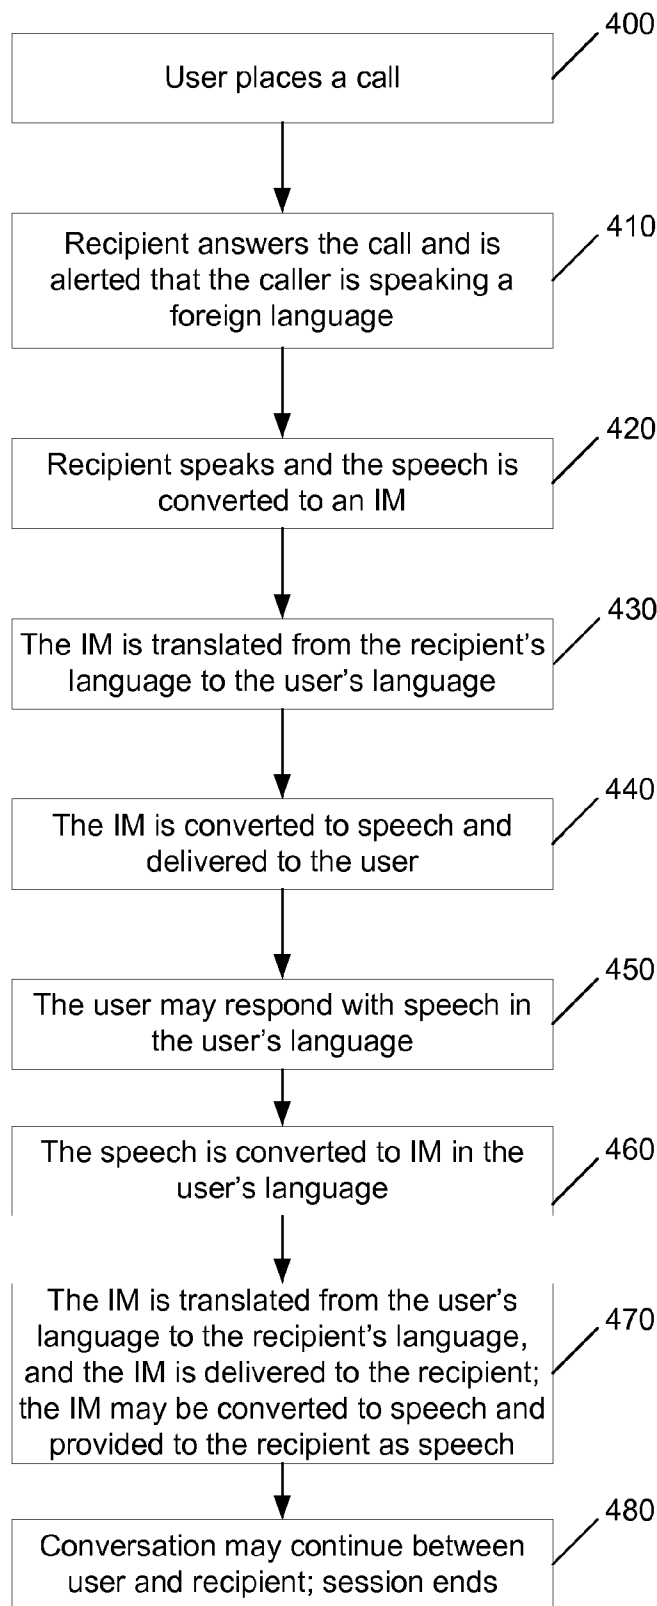 400
User places a call
410
Recipient answers the call and is
alerted that the caller is speaking a
foreign language
420
Recipient speaks and the speech is
converted to an IM
430
The IM is translated from the recipient's
language to the user's language
440
The IM is converted to speech and
delivered to the user
450
The user may respond with speech in
the user's language
460
The speech is converted to IM in the
user's language
470
The IM is translated from the user's
language to the recipient's language,
and the IM is delivered to the recipient;
the IM may be converted to speech and
provided to the recipient as speech
480
Conversation may continue between
user and recipient; session ends